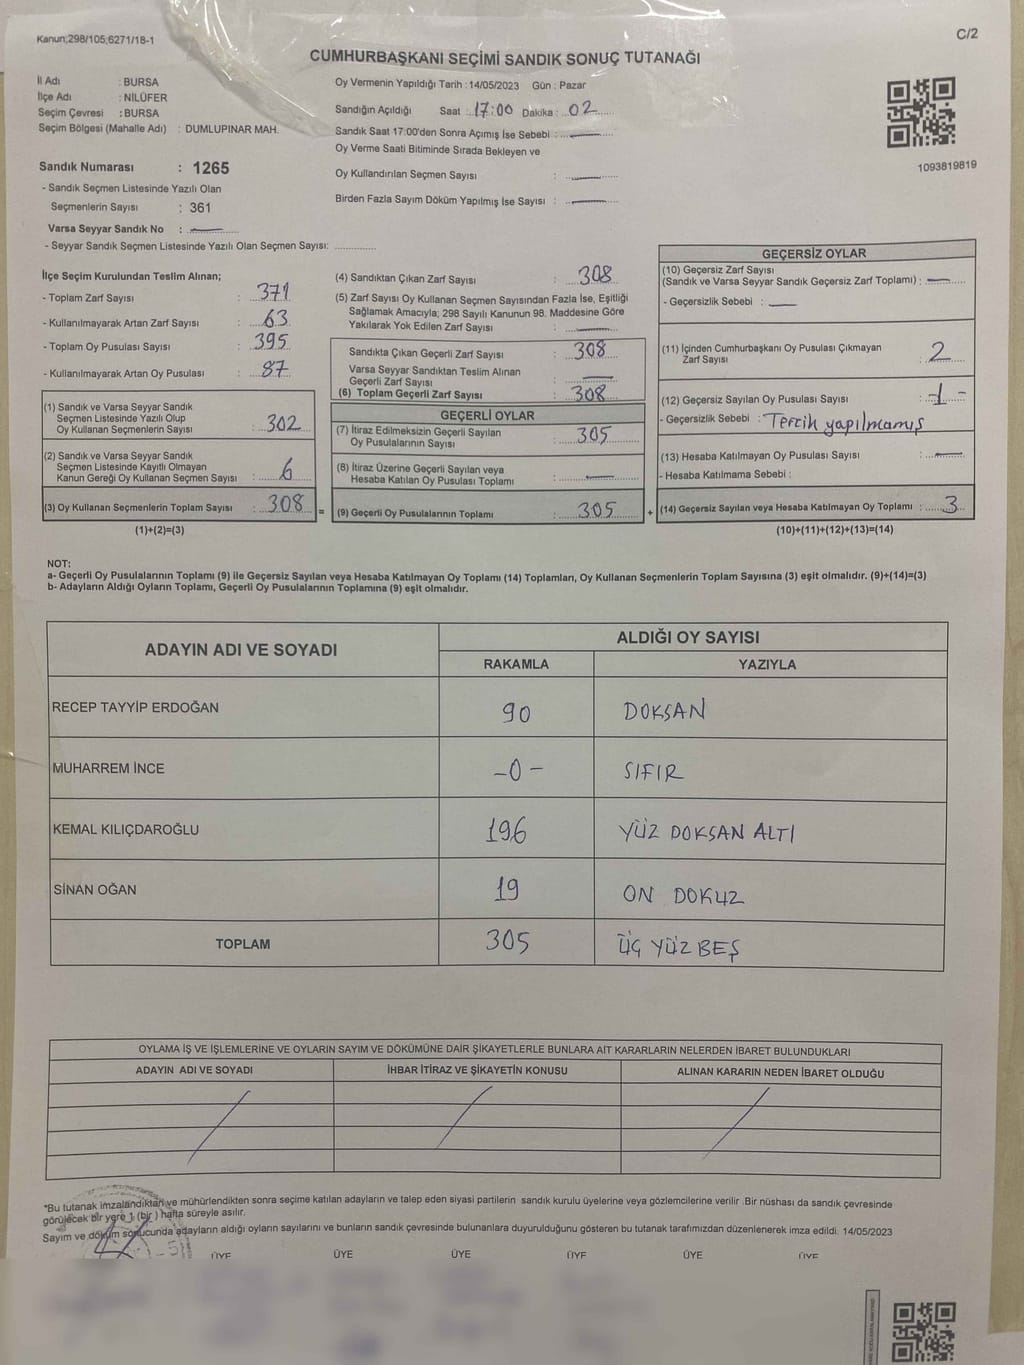 Kanun;298/105;6271/18-1
C/2
CUMHURBAŞKANI SEÇİMİ SANDIK SONUÇ TUTANAĞI
İl Adı : BURSA
İlçe Adı : NİLÜFER
Seçim Çevresi : BURSA
Seçim Bölgesi (Mahalle Adı) : DUMLUPINAR MAH.
Oy Vermenin Yapıldığı Tarih : 14/05/2023 Gün : Pazar
Sandığın Açıldığı Saat : 17:00 Dakika : 02
Sandık Saat 17:00'den Sonra Açımış İse Sebebi :
Oy Verme Saati Bitiminde Sırada Bekleyen ve
Oy Kullandırılan Seçmen Sayısı :
Birden Fazla Sayım Döküm Yapılmış İse Sayısı :
1093819819
Sandık Numarası : 1265
- Sandık Seçmen Listesinde Yazılı Olan
Seçmenlerin Sayısı : 361
Varsa Seyyar Sandık No :
- Seyyar Sandık Seçmen Listesinde Yazılı Olan Seçmen Sayısı:
İlçe Seçim Kurulundan Teslim Alınan;
- Toplam Zarf Sayısı : 371
- Kullanılmayarak Artan Zarf Sayısı : 63
- Toplam Oy Pusulası Sayısı : 395
- Kullanılmayarak Artan Oy Pusulası : 87
(1) Sandık ve Varsa Seyyar Sandık
Seçmen Listesinde Yazılı Olup
Oy Kullanan Seçmenlerin Sayısı : 302
(2) Sandık ve Varsa Seyyar Sandık
Seçmen Listesinde Kayıtlı Olmayan
Kanun Gereği Oy Kullanan Seçmen Sayısı : 6
(3) Oy Kullanan Seçmenlerin Toplam Sayısı : 308 =
(1)+(2)=(3)
(4) Sandıktan Çıkan Zarf Sayısı : 308
(5) Zarf Sayısı Oy Kullanan Seçmen Sayısından Fazla İse, Eşitliği
Sağlamak Amacıyla; 298 Sayılı Kanunun 98. Maddesine Göre
Yakılarak Yok Edilen Zarf Sayısı :
Sandıkta Çıkan Geçerli Zarf Sayısı : 308
Varsa Seyyar Sandıktan Teslim Alınan
Geçerli Zarf Sayısı :
(6) Toplam Geçerli Zarf Sayısı : 308
GEÇERLİ OYLAR
(7) İtiraz Edilmeksizin Geçerli Sayılan
Oy Pusulalarının Sayısı : 305
(8) İtiraz Üzerine Geçerli Sayılan veya
Hesaba Katılan Oy Pusulası Toplamı :
(9) Geçerli Oy Pusulalarının Toplamı : 305 +
GEÇERSİZ OYLAR
(10) Geçersiz Zarf Sayısı
(Sandık ve Varsa Seyyar Sandık Geçersiz Zarf Toplamı) :
- Geçersizlik Sebebi :
(11) İçinden Cumhurbaşkanı Oy Pusulası Çıkmayan
Zarf Sayısı : 2
(12) Geçersiz Sayılan Oy Pusulası Sayısı : -1-
- Geçersizlik Sebebi : Tercih yapılmamış
(13) Hesaba Katılmayan Oy Pusulası Sayısı :
- Hesaba Katılmama Sebebi :
(14) Geçersiz Sayılan veya Hesaba Katılmayan Oy Toplamı : 3
(10)+(11)+(12)+(13)=(14)
NOT:
a- Geçerli Oy Pusulalarının Toplamı (9) ile Geçersiz Sayılan veya Hesaba Katılmayan Oy Toplamı (14) Toplamları, Oy Kullanan Seçmenlerin Toplam Sayısına (3) eşit olmalıdır. (9)+(14)=(3)
b- Adayların Aldığı Oyların Toplamı, Geçerli Oy Pusulalarının Toplamına (9) eşit olmalıdır.
ADAYIN ADI VE SOYADI
ALDIĞI OY SAYISI
RAKAMLA YAZIYLA
RECEP TAYYİP ERDOĞAN 90 DOKSAN
MUHARREM İNCE -0- SIFIR
KEMAL KILIÇDAROĞLU 196 YÜZ DOKSAN ALTI
SİNAN OĞAN 19 ON DOKUZ
TOPLAM 305 ÜÇ YÜZ BEŞ
OYLAMA İŞ VE İŞLEMLERİNE VE OYLARIN SAYIM VE DÖKÜMÜNE DAİR ŞİKAYETLERLE BUNLARA AİT KARARLARIN NELERDEN İBARET BULUNDUKLARI
ADAYIN ADI VE SOYADI İHBAR İTİRAZ VE ŞİKAYETİN KONUSU ALINAN KARARIN NEDEN İBARET OLDUĞU
*Bu tutanak imzalandıktan ve mühürlendikten sonra seçime katılan adayların ve talep eden siyasi partilerin sandık kurulu üyelerine veya gözlemcilerine verilir .Bir nüshası da sandık çevresinde
görülecek bir yere 1 (bir) hafta süreyle asılır.
Sayım ve döküm sonucunda adayların aldığı oyların sayılarını ve bunların sandık çevresinde bulunanlara duyurulduğunu gösteren bu tutanak tarafımızdan düzenlenerek imza edildi. 14/05/2023
ÜYE ÜYE ÜYE ÜYE ÜYE ÜYE